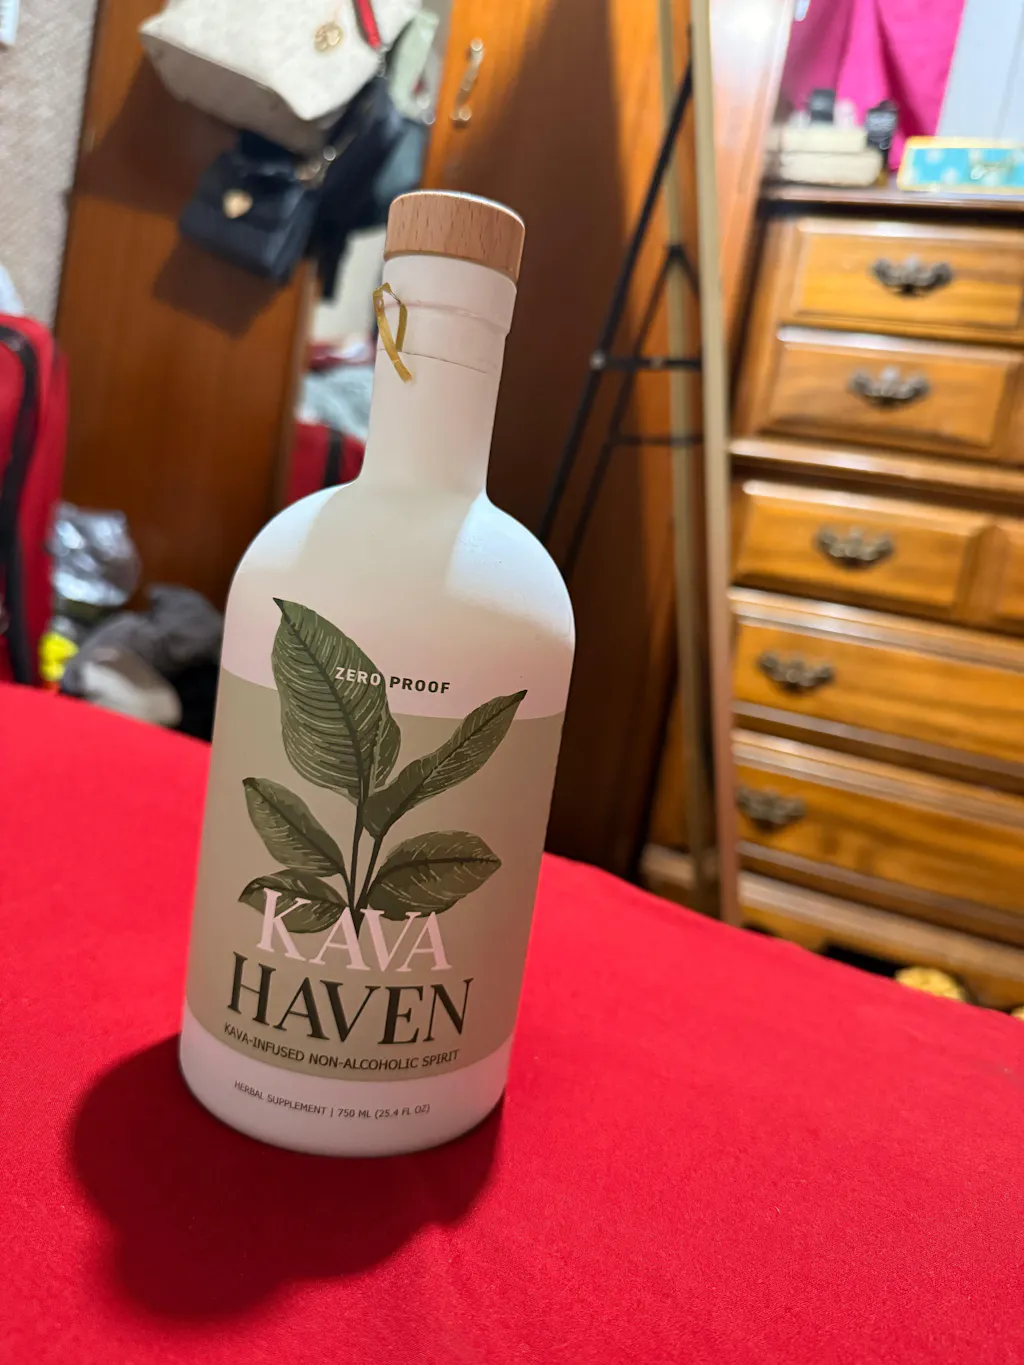 ZERO PROOF
KAVA
HAVEN
KAVA-INFUSED NON-ALCOHOLIC SPIRIT
HERBAL SUPPLEMENT | 750 ML (25.4 FL OZ)